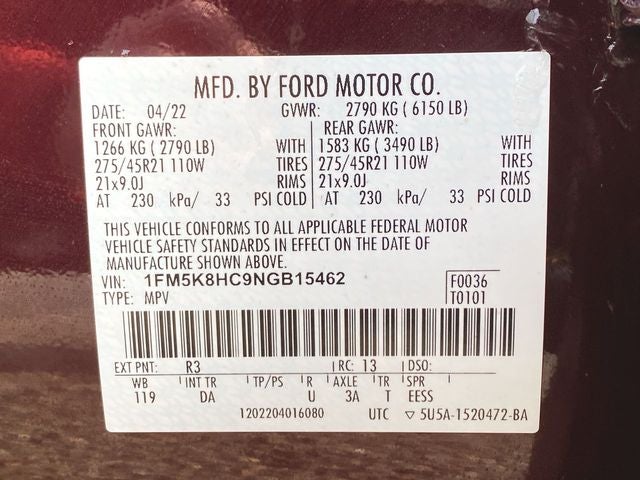 MFD. BY FORD MOTOR CO.
DATE: 04/22 GVWR: 2790 KG ( 6150 LB)
FRONT GAWR: REAR GAWR:
1266 KG ( 2790 LB) WITH 1583 KG ( 3490 LB) WITH
275/45R21 110W TIRES 275/45R21 110W TIRES
21x9.0J RIMS 21x9.0J RIMS
AT 230 kPa/ 33 PSI COLD AT 230 kPa/ 33 PSI COLD
THIS VEHICLE CONFORMS TO ALL APPLICABLE FEDERAL MOTOR
VEHICLE SAFETY STANDARDS IN EFFECT ON THE DATE OF
MANUFACTURE SHOWN ABOVE.
VIN: 1FM5K8HC9NGB15462 F0036
TYPE: MPV T0101
EXT PNT: R3 RC: 13 DSO:
WB INT TR TP/PS R AXLE TR SPR
119 DA U 3A T EESS
1202204016080 UTC ▽ 5U5A-1520472-BA